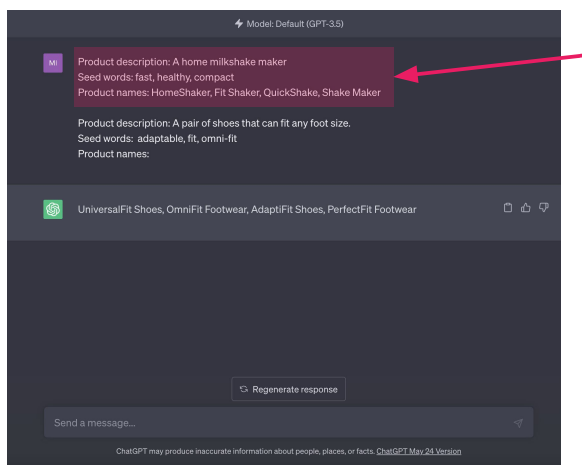 Model: Default (GPT-3.5)
MI
Product description: A home milkshake maker
Seed words: fast, healthy, compact
Product names: HomeShaker, Fit Shaker, QuickShake, Shake Maker
Product description: A pair of shoes that can fit any foot size.
Seed words: adaptable, fit, omni-fit
Product names:
UniversalFit Shoes, OmniFit Footwear, AdaptiFit Shoes, PerfectFit Footwear
Regenerate response
Send a message...
ChatGPT may produce inaccurate information about people, places, or facts. ChatGPT May 24 Version